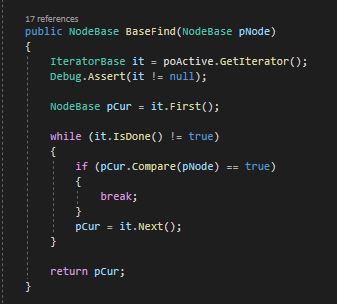 17 references
public NodeBase BaseFind(NodeBase pNode)
{
    IteratorBase it = poActive.GetIterator();
    Debug.Assert(it != null);

    NodeBase pCur = it.First();

    while (it.IsDone() != true)
    {
        if (pCur.Compare(pNode) == true)
        {
            break;
        }
        pCur = it.Next();
    }

    return pCur;
}